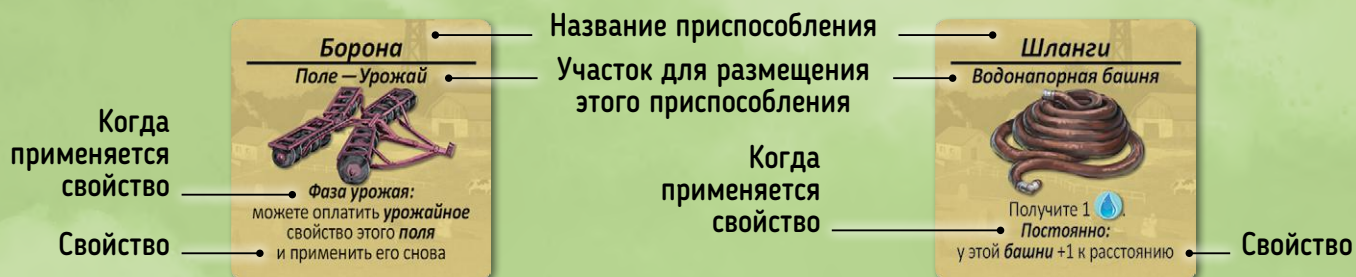 Название приспособления
Участок для размещения
этого приспособления
Когда
применяется
свойство
Свойство
Борона
Поле — Урожай
Фаза урожая:
можете оплатить урожайное
свойство этого поля
и применить его снова
Шланги
Водонапорная башня
Получите 1 .
Постоянно:
у этой башни +1 к расстоянию
Когда
применяется
свойство
Свойство